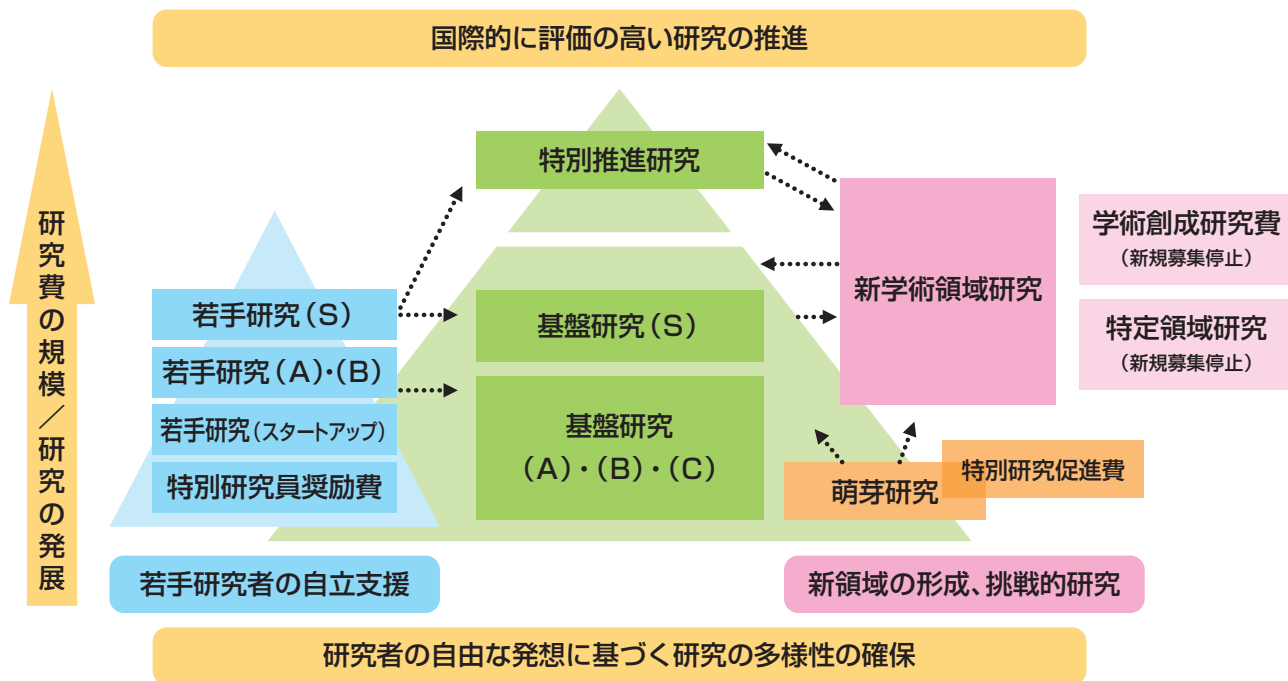 国際的に評価の高い研究の推進
研究費の規模／研究の発展
特別推進研究
若手研究(S)
若手研究(A)・(B)
若手研究(スタートアップ)
特別研究員奨励費
基盤研究(S)
基盤研究
(A)・(B)・(C)
新学術領域研究
学術創成研究費
(新規募集停止)
特定領域研究
(新規募集停止)
萌芽研究
特別研究促進費
若手研究者の自立支援
新領域の形成、挑戦的研究
研究者の自由な発想に基づく研究の多様性の確保